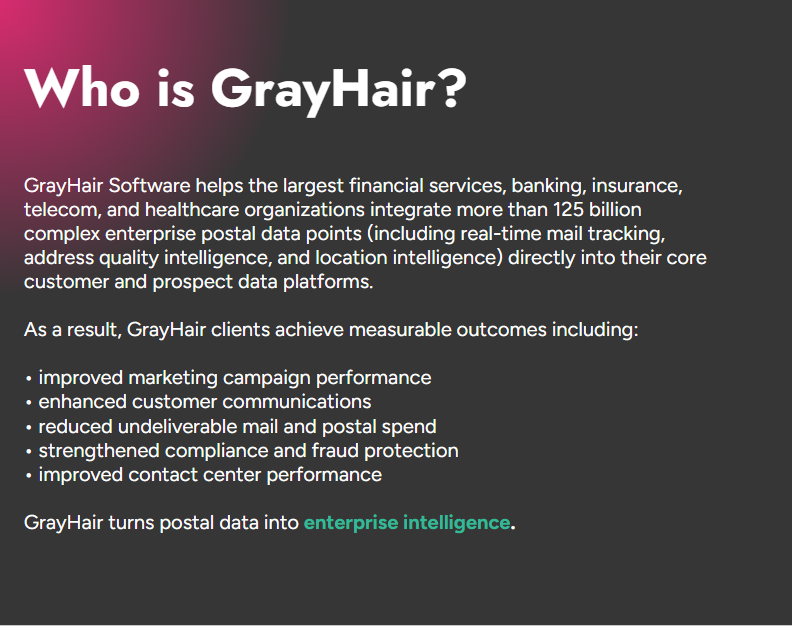 Who is GrayHair?
GrayHair Software helps the largest financial services, banking, insurance,
telecom, and healthcare organizations integrate more than 125 billion
complex enterprise postal data points (including real-time mail tracking,
address quality intelligence, and location intelligence) directly into their core
customer and prospect data platforms.
As a result, GrayHair clients achieve measurable outcomes including:
• improved marketing campaign performance
• enhanced customer communications
• reduced undeliverable mail and postal spend
• strengthened compliance and fraud protection
• improved contact center performance
GrayHair turns postal data into enterprise intelligence.